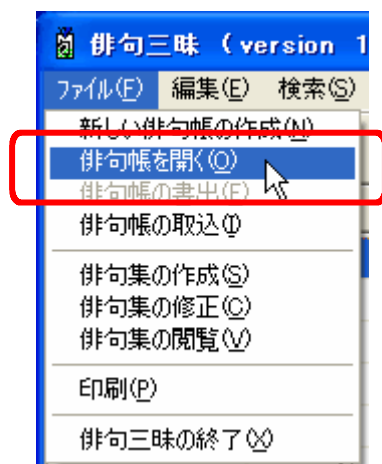 俳句三昧 (version 1
ファイル(F) 編集(E) 検索(S)
新しい俳句帳の作成(N)
俳句帳を開く(O)
俳句帳の書出(E)
俳句帳の取込(I)
俳句集の作成(S)
俳句集の修正(C)
俳句集の閲覧(V)
印刷(P)
俳句三昧の終了(X)